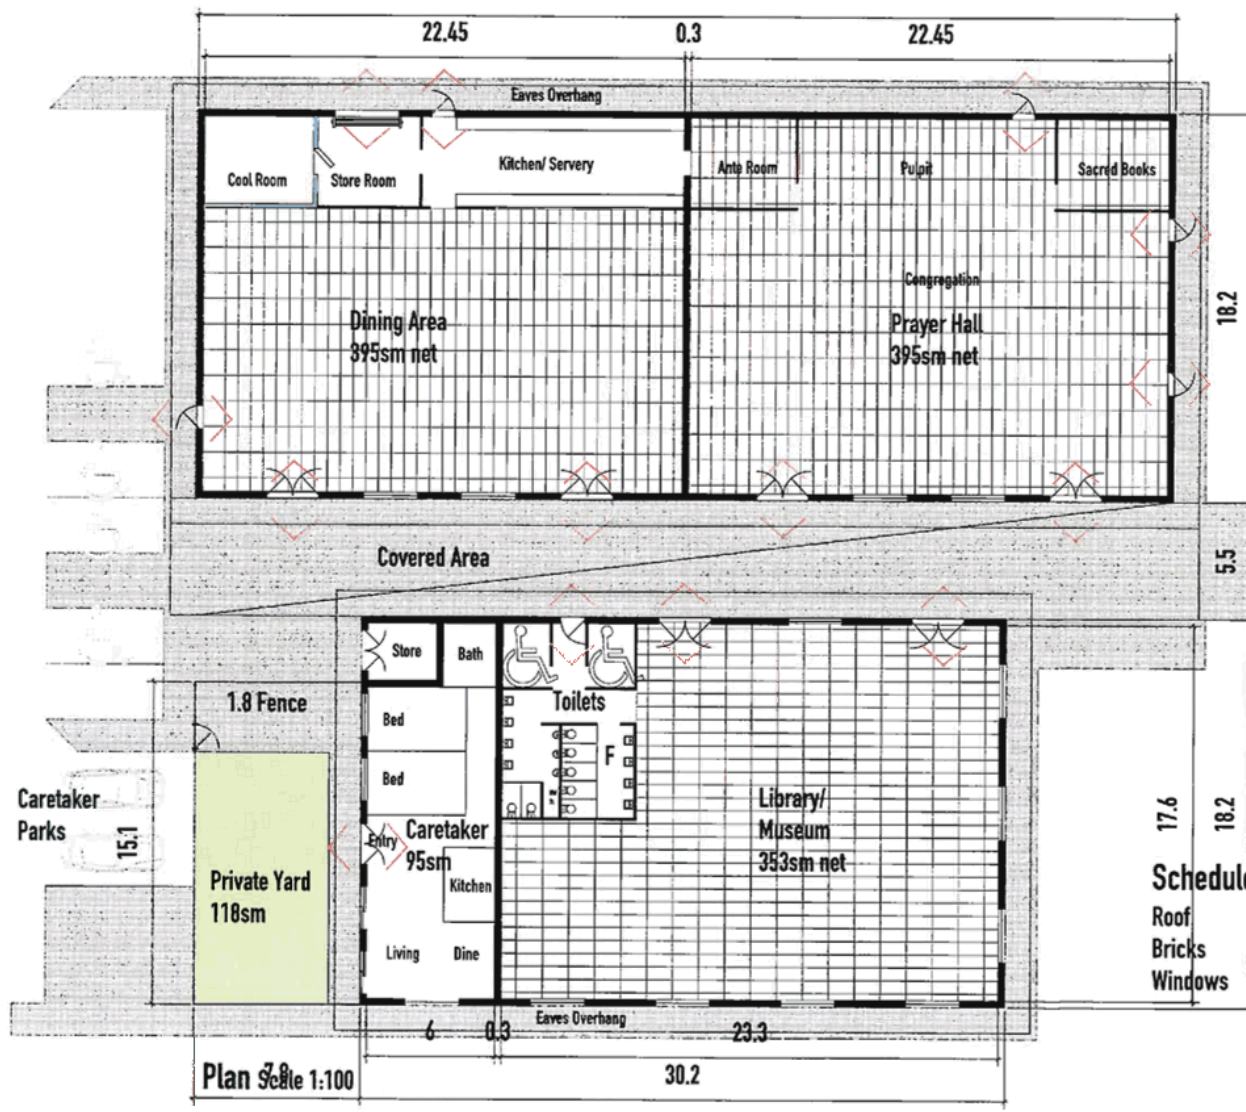 22.45
0.3
22.45
Eaves Overhang
Cool Room
Store Room
Kitchen/ Servery
Ante Room
Pulpit
Sacred Books
Congregation
Dining Area
395sm net
Prayer Hall
395sm net
18.2
Covered Area
5.5
Store
Bath
1.8 Fence
Toilets
Bed
F
Bed
Caretaker
Parks
15.1
Entry
Caretaker
95sm
Library/
Museum
353sm net
17.6
18.2
Private Yard
118sm
Kitchen
Schedule
Roof
Bricks
Windows
Living
Dine
Eaves Overhang
6
0.3
23.3
7.8
Plan Scale 1:100
30.2